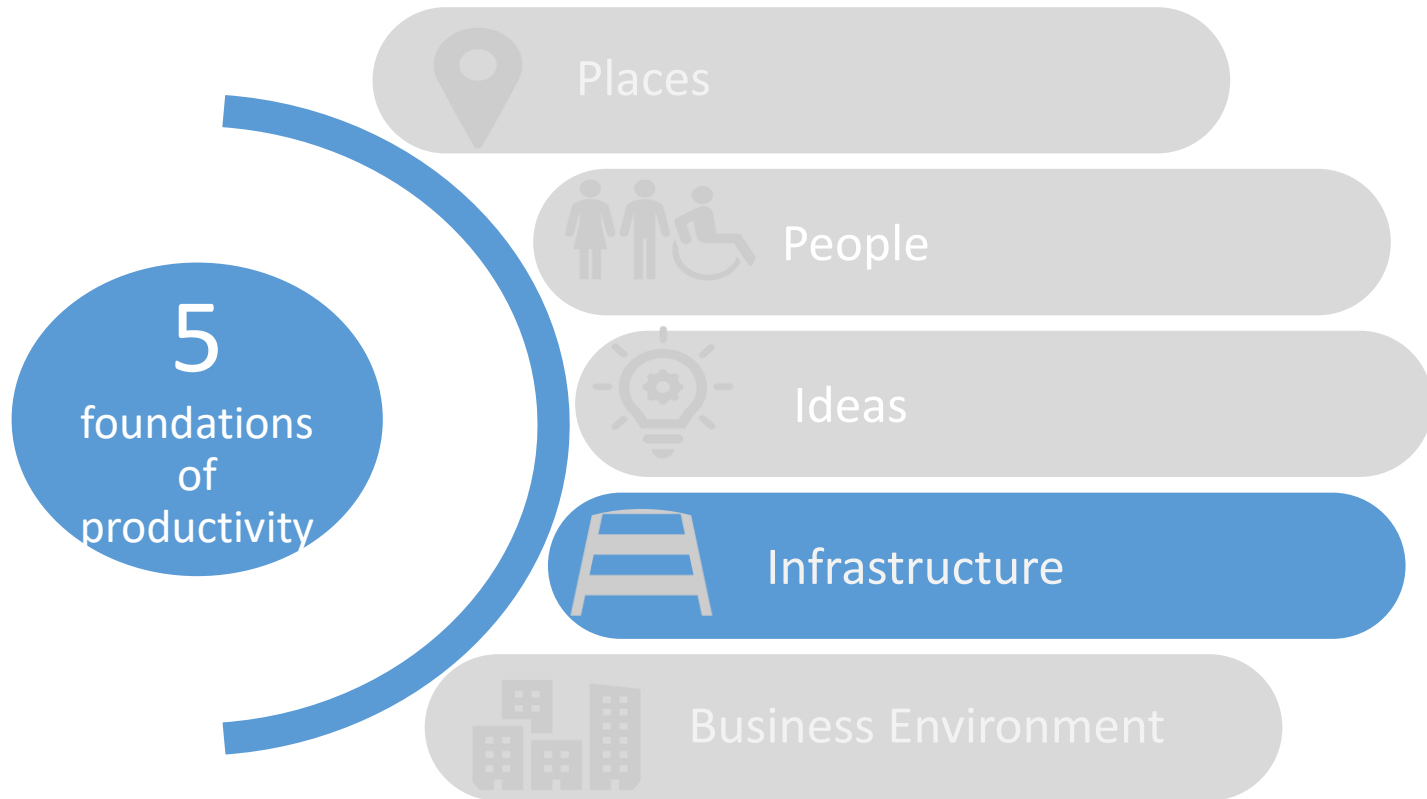 5
foundations
of
productivity
Places
People
Ideas
Infrastructure
Business Environment